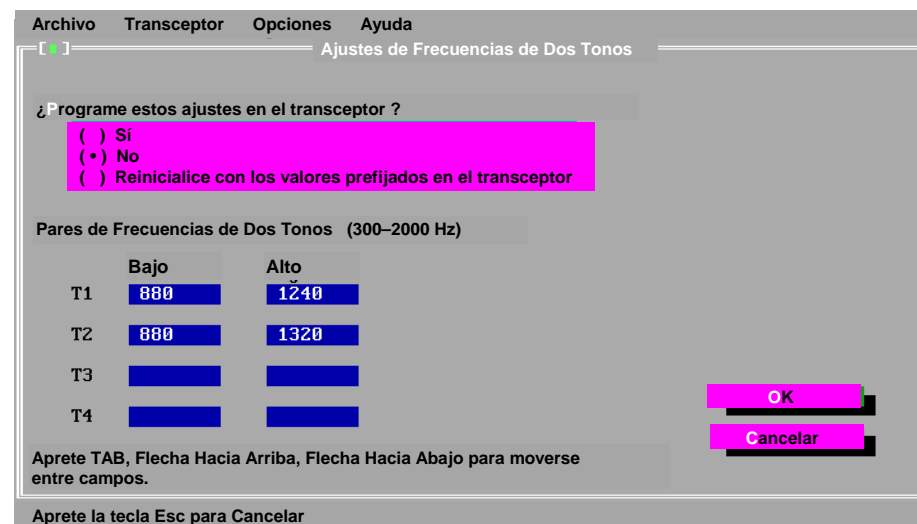 Archivo Transceptor Opciones Ayuda
[ ] Ajustes de Frecuencias de Dos Tonos
¿Programe estos ajustes en el transceptor ?
( ) Sí
(•) No
( ) Reinicialice con los valores prefijados en el transceptor
Pares de Frecuencias de Dos Tonos (300–2000 Hz)
Bajo Alto
T1 880 1240
T2 880 1320
T3
T4
OK
Cancelar
Aprete TAB, Flecha Hacia Arriba, Flecha Hacia Abajo para moverse
entre campos.
Aprete la tecla Esc para Cancelar